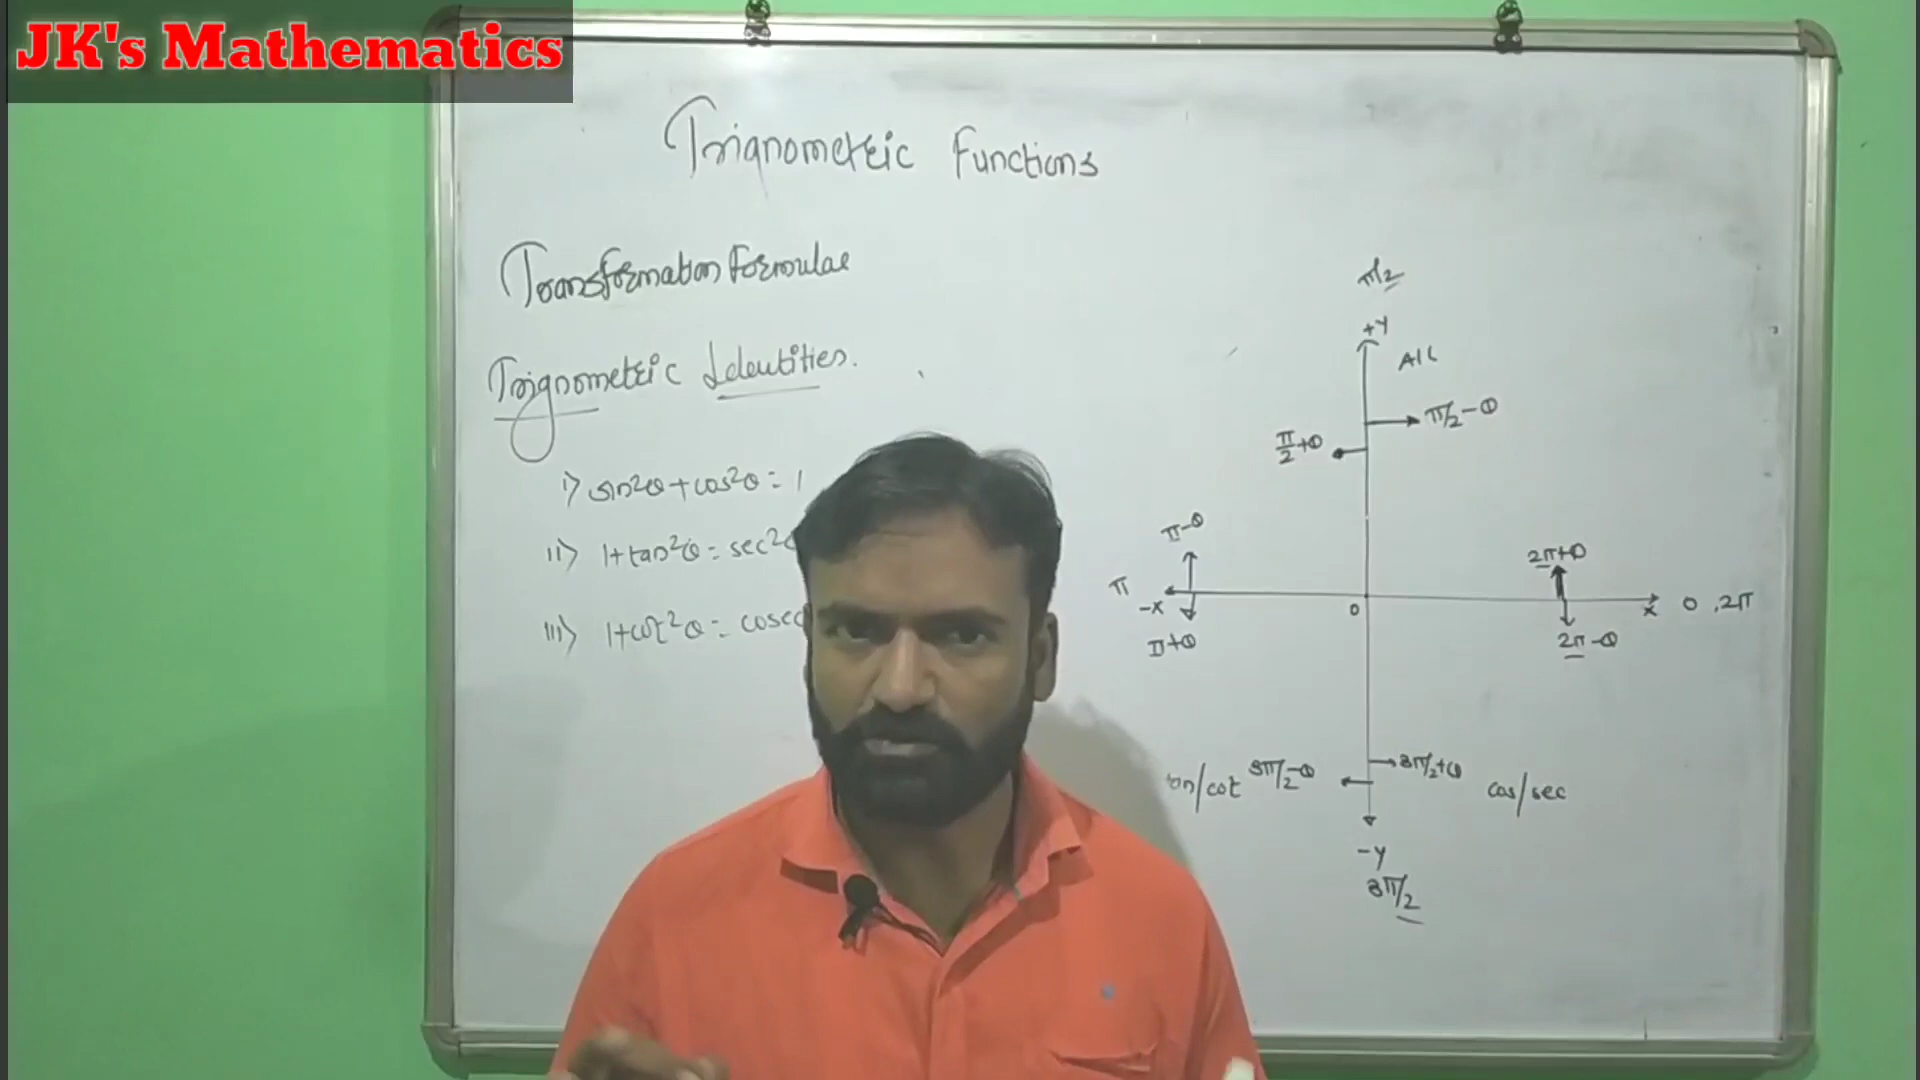 JK's Mathematics
Trignometric Functions
Transformation Formulae
Trignometric Identities.
i) sin²θ + cos²θ = 1
ii) 1+tan²θ = sec²
iii) 1+cot²θ = cosec
π/2
+Y
All
π/2-θ
π/2+θ
π-θ
π
-X
π+θ
0
2π+θ
X
0, 2π
2π-θ
an/cot
3π/2-θ
3π/2+θ
cos/sec
-Y
3π/2